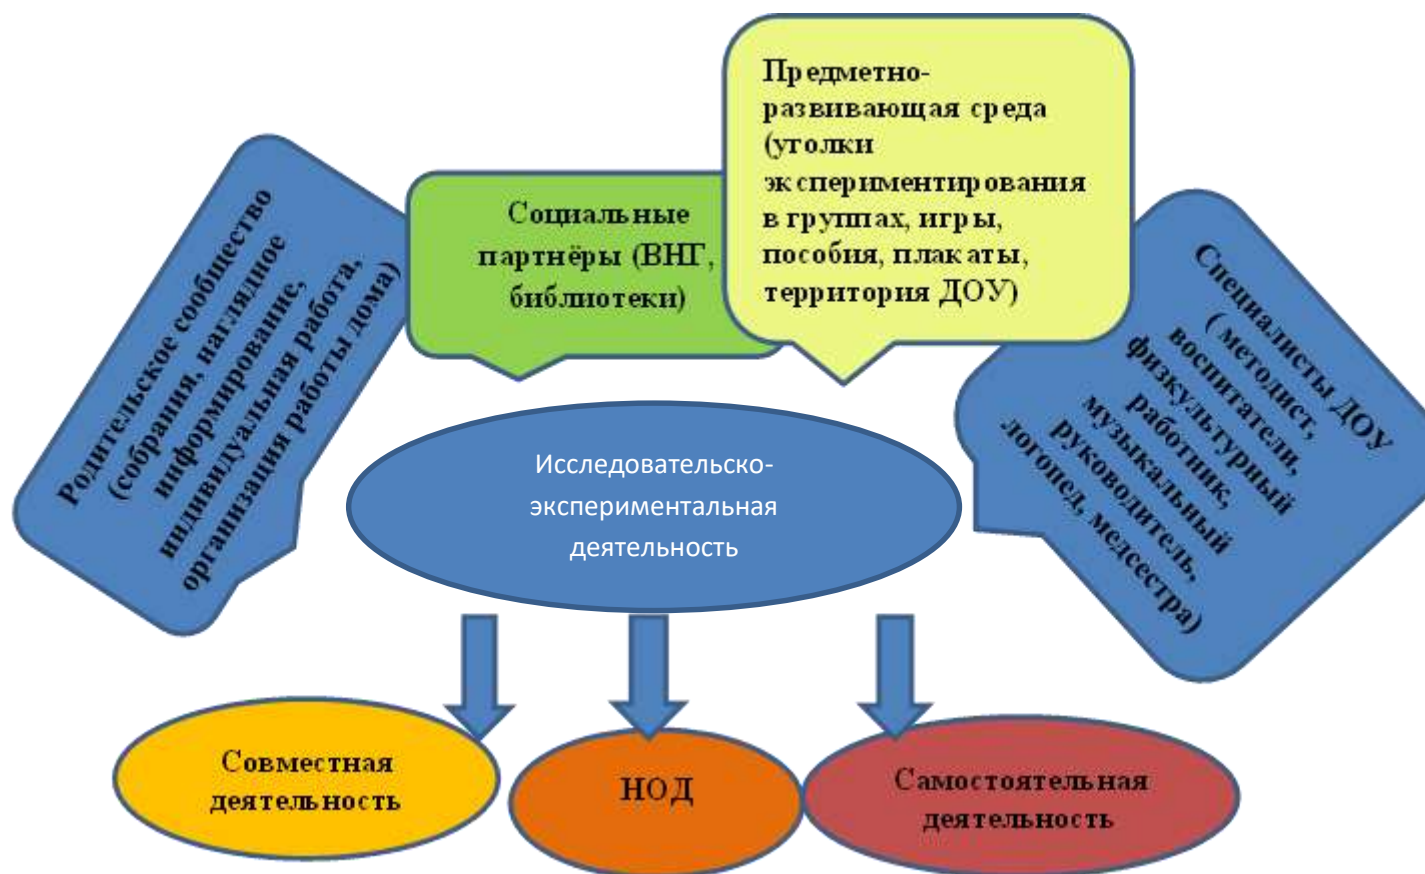 Родительское сообщество
(собрания, наглядное
информирование,
индивидуальная работа,
организация работы дома)
Социальные
партнёры (ВНГ,
библиотеки)
Предметно-
развивающая среда
(уголки
экспериментирования
в группах, игры,
пособия, плакаты,
территория ДОУ)
Специалисты ДОУ
( методист,
воспитатели,
физкультурный
работник,
музыкальный
руководитель,
логопед, медсестра)
Исследовательско-
экспериментальная
деятельность
Совместная
деятельность
НОД
Самостоятельная
деятельность